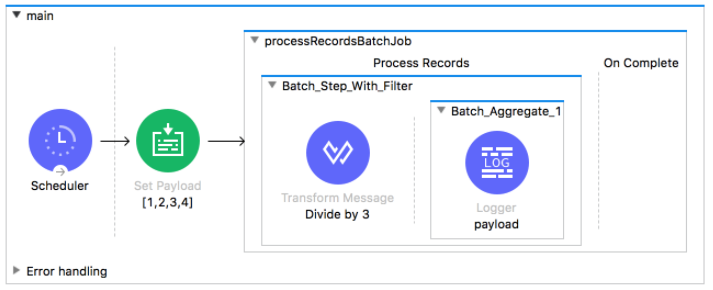 main
processRecordsBatchJob
Process Records
On Complete
Batch_Step_With_Filter
Batch_Aggregate_1
LOG
Scheduler
Set Payload
[1,2,3,4]
Transform Message
Divide by 3
Logger
payload
Error handling